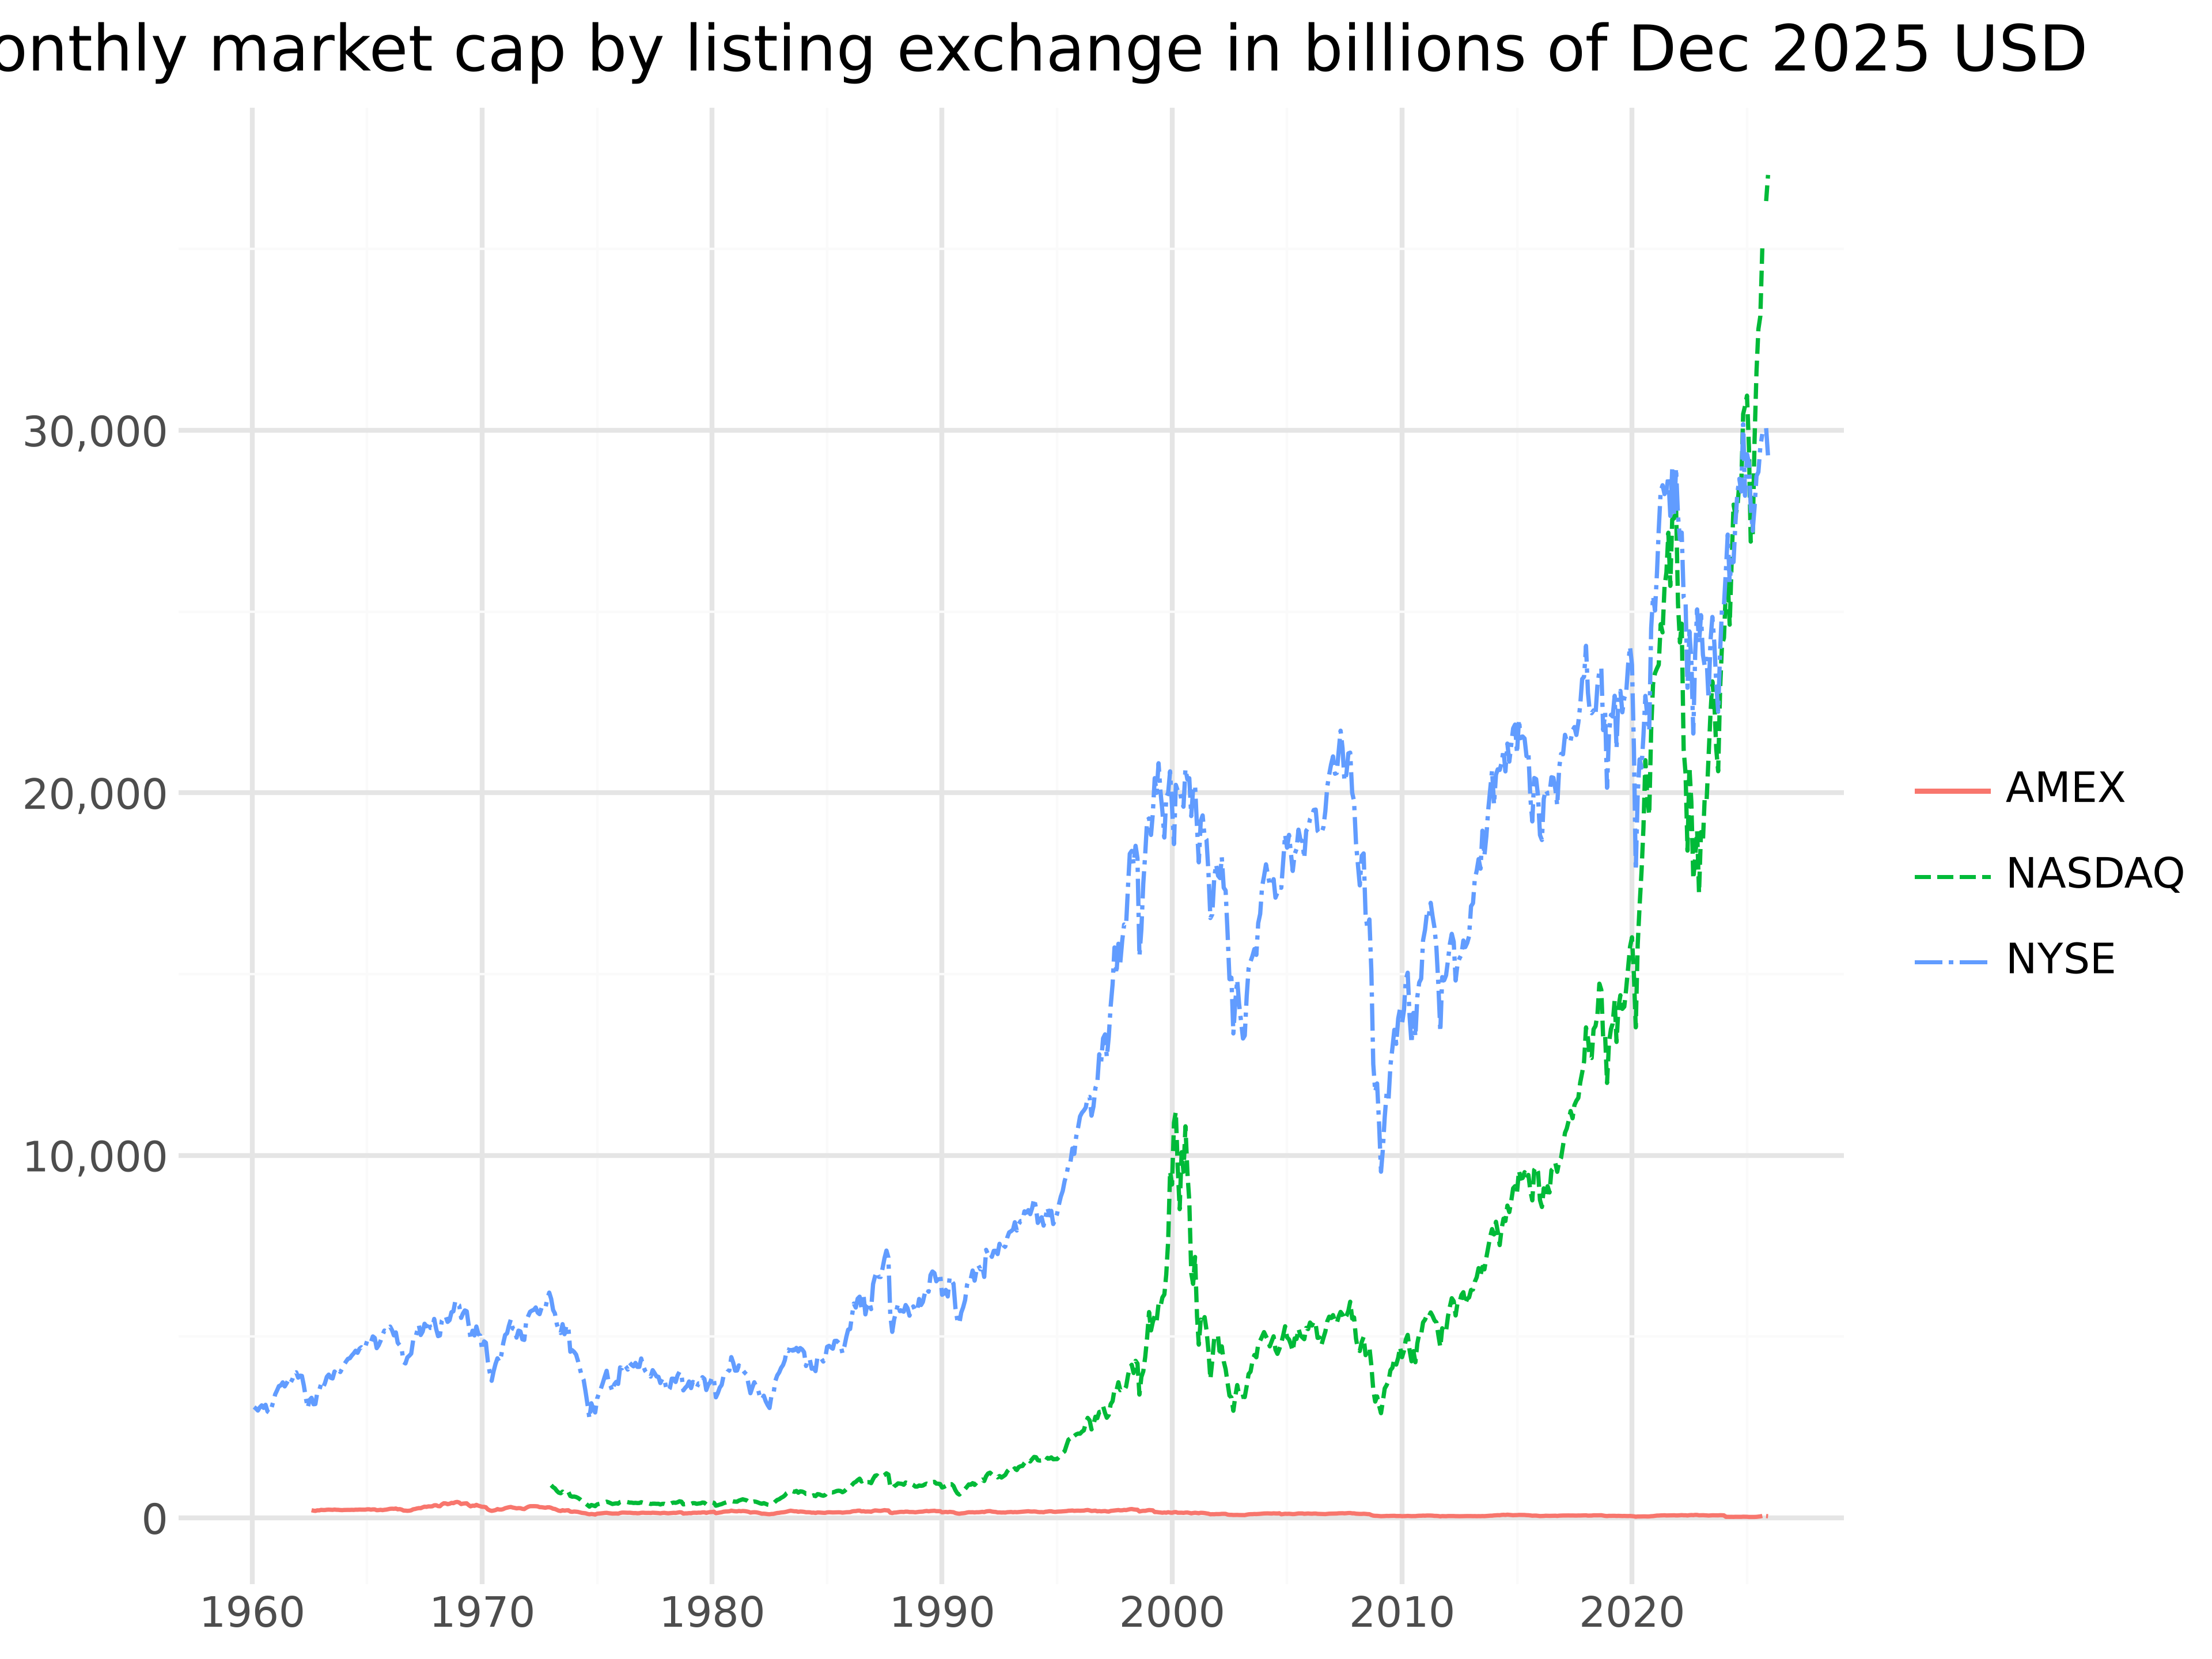 onthly market cap by listing exchange in billions of Dec 2025 USD
30,000
20,000
10,000
0
1960 1970 1980 1990 2000 2010 2020
AMEX
NASDAQ
NYSE